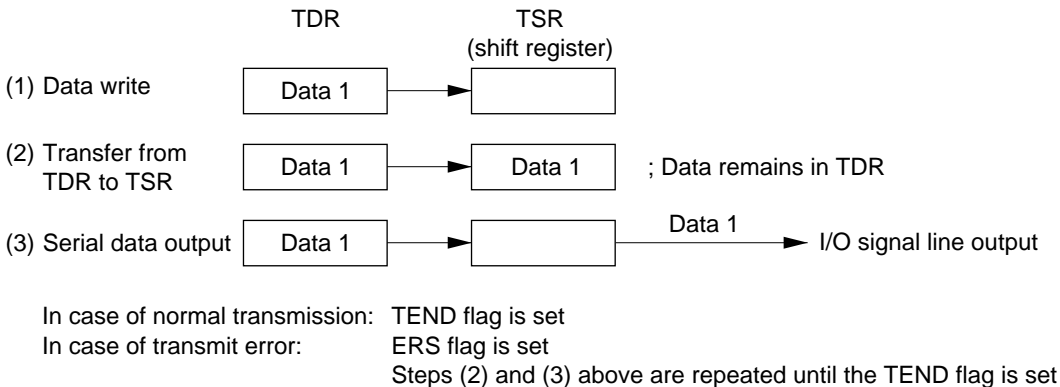 TDR TSR
(shift register)
(1) Data write Data 1
(2) Transfer from
TDR to TSR Data 1 Data 1 ; Data remains in TDR
(3) Serial data output Data 1 Data 1 I/O signal line output
In case of normal transmission: TEND flag is set
In case of transmit error: ERS flag is set
Steps (2) and (3) above are repeated until the TEND flag is set